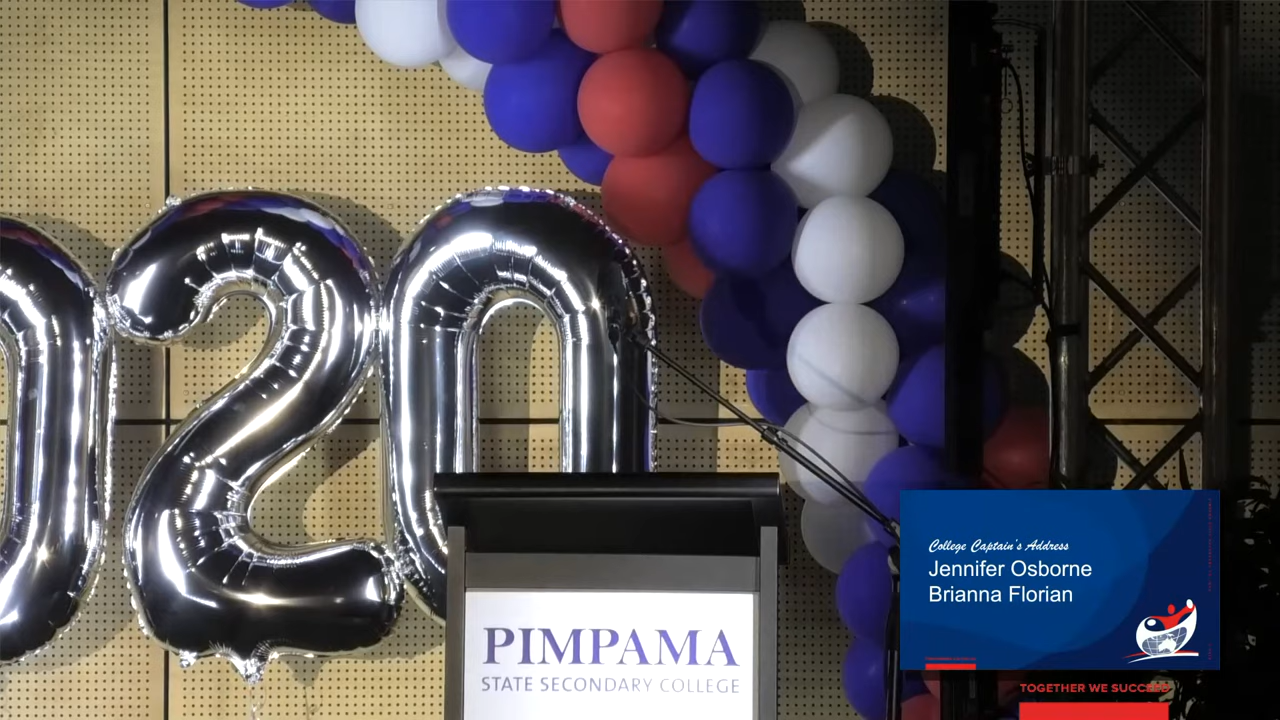 020
College Captain's Address
Jennifer Osborne
Brianna Florian
PIMPAMA
STATE SECONDARY COLLEGE
TOGETHER WE SUCCEED